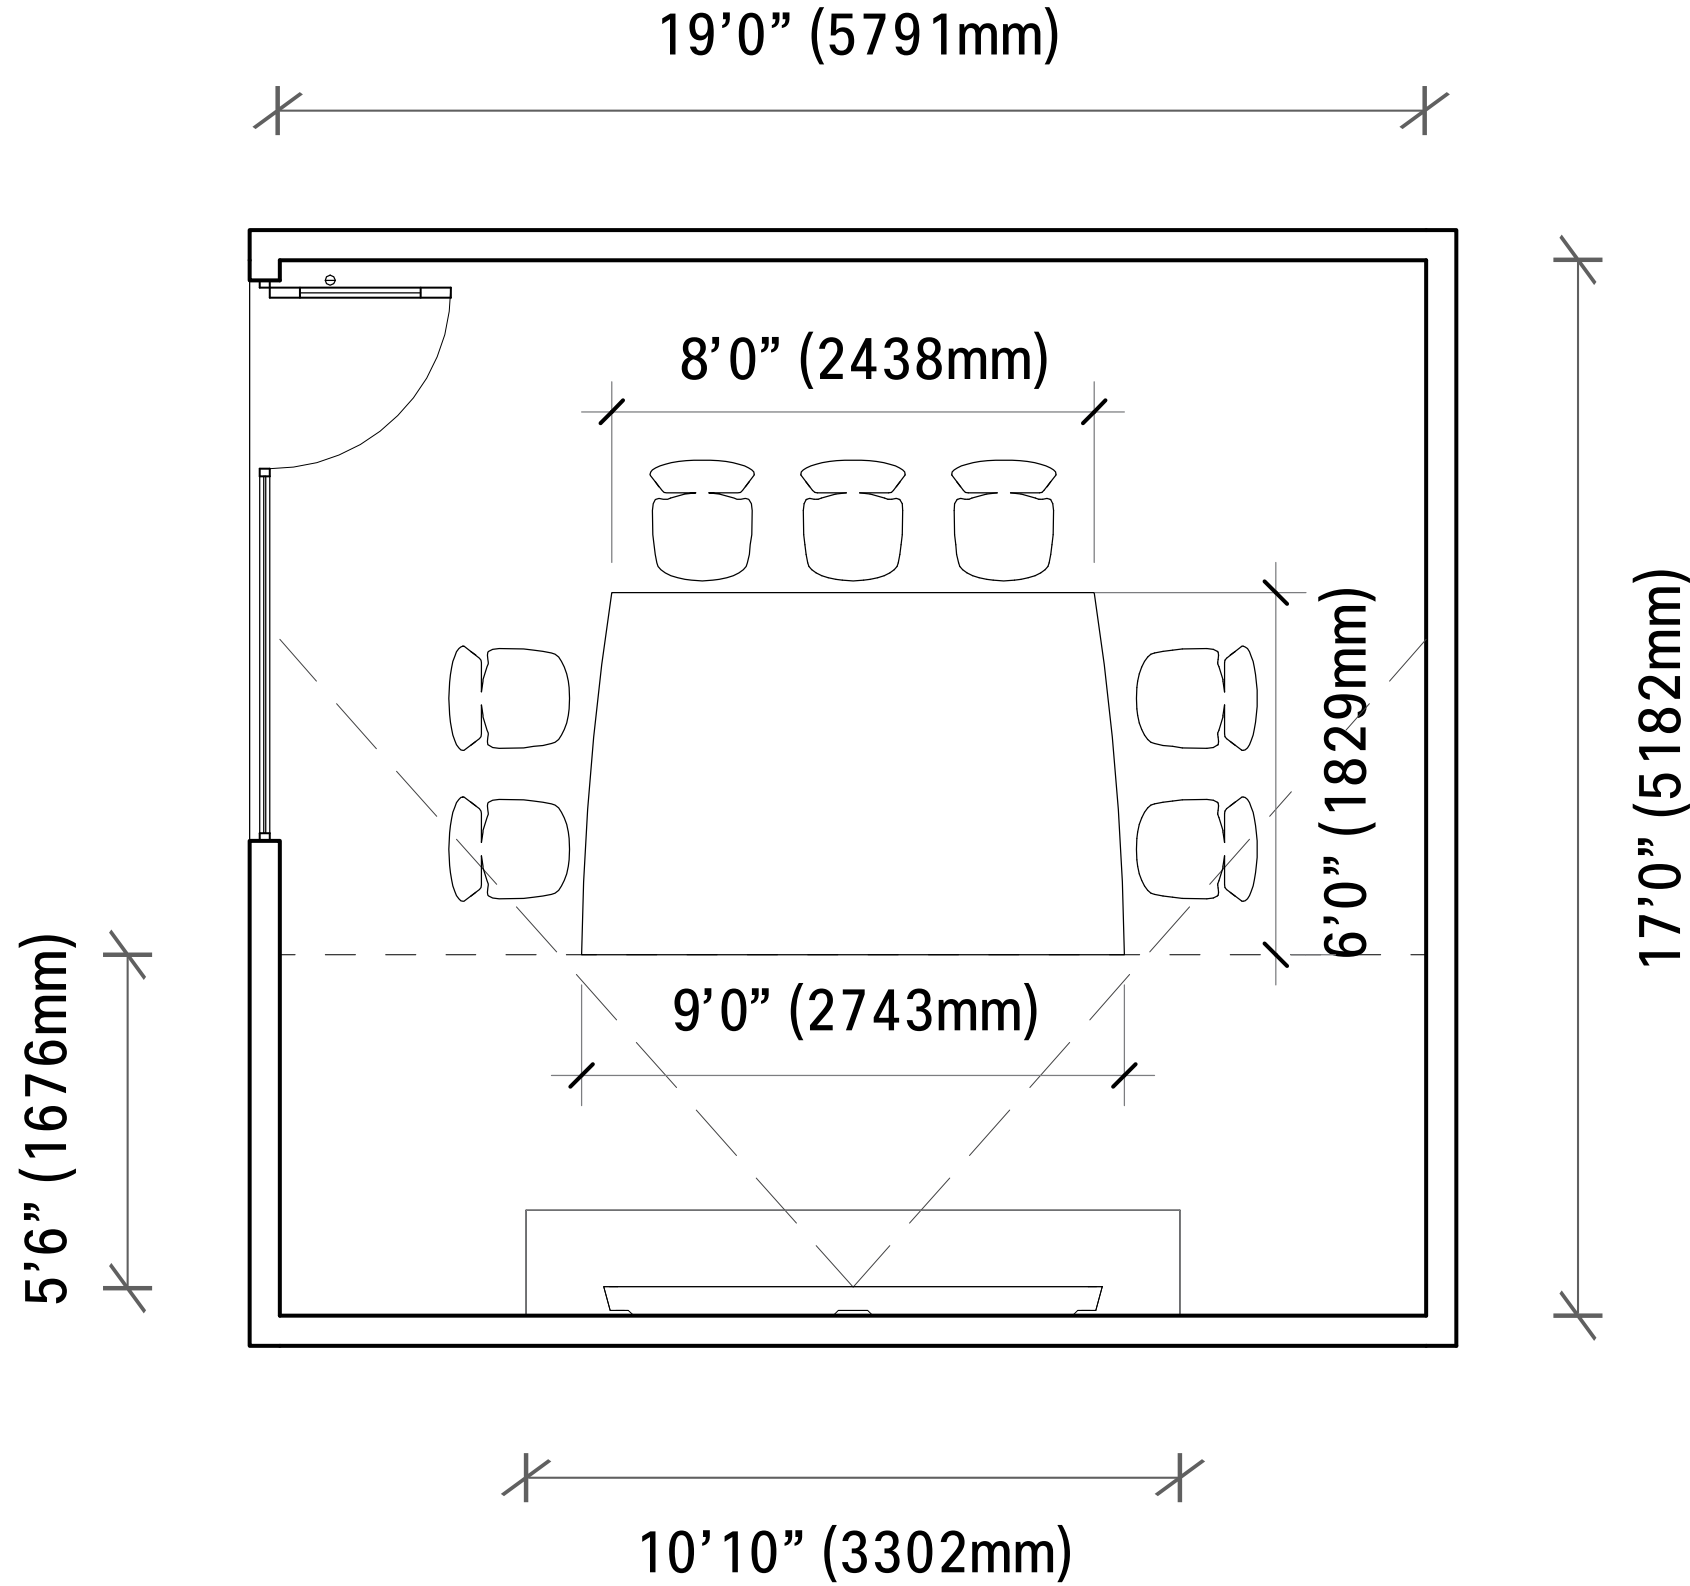 19’0” (5791mm)
8’0” (2438mm)
6’0” (1829mm)
17’0” (5182mm)
5’6” (1676mm)
9’0” (2743mm)
10’10” (3302mm)